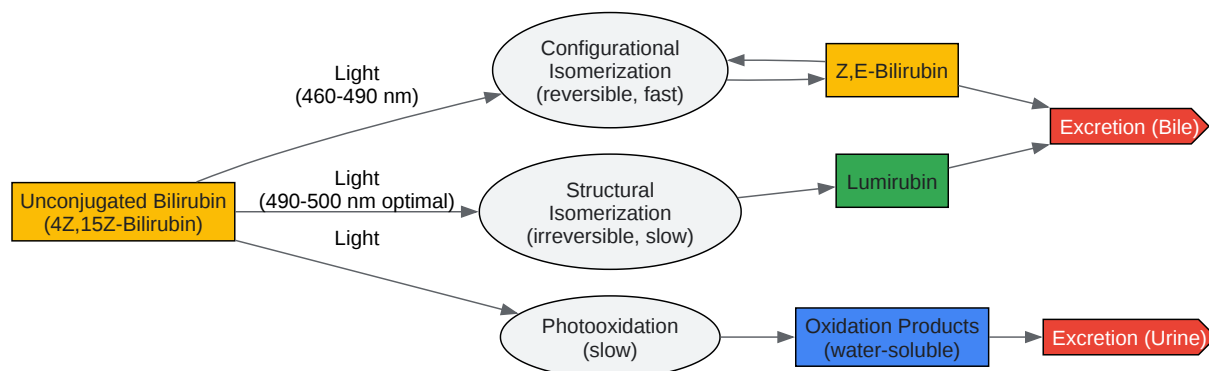 Configurational
Isomerization
(reversible, fast)
Light
(460-490 nm)
Z,E-Bilirubin
Excretion (Bile)
Unconjugated Bilirubin
(4Z,15Z-Bilirubin)
Light
(490-500 nm optimal)
Structural
Isomerization
(irreversible, slow)
Lumirubin
Light
Photooxidation
(slow)
Oxidation Products
(water-soluble)
Excretion (Urine)